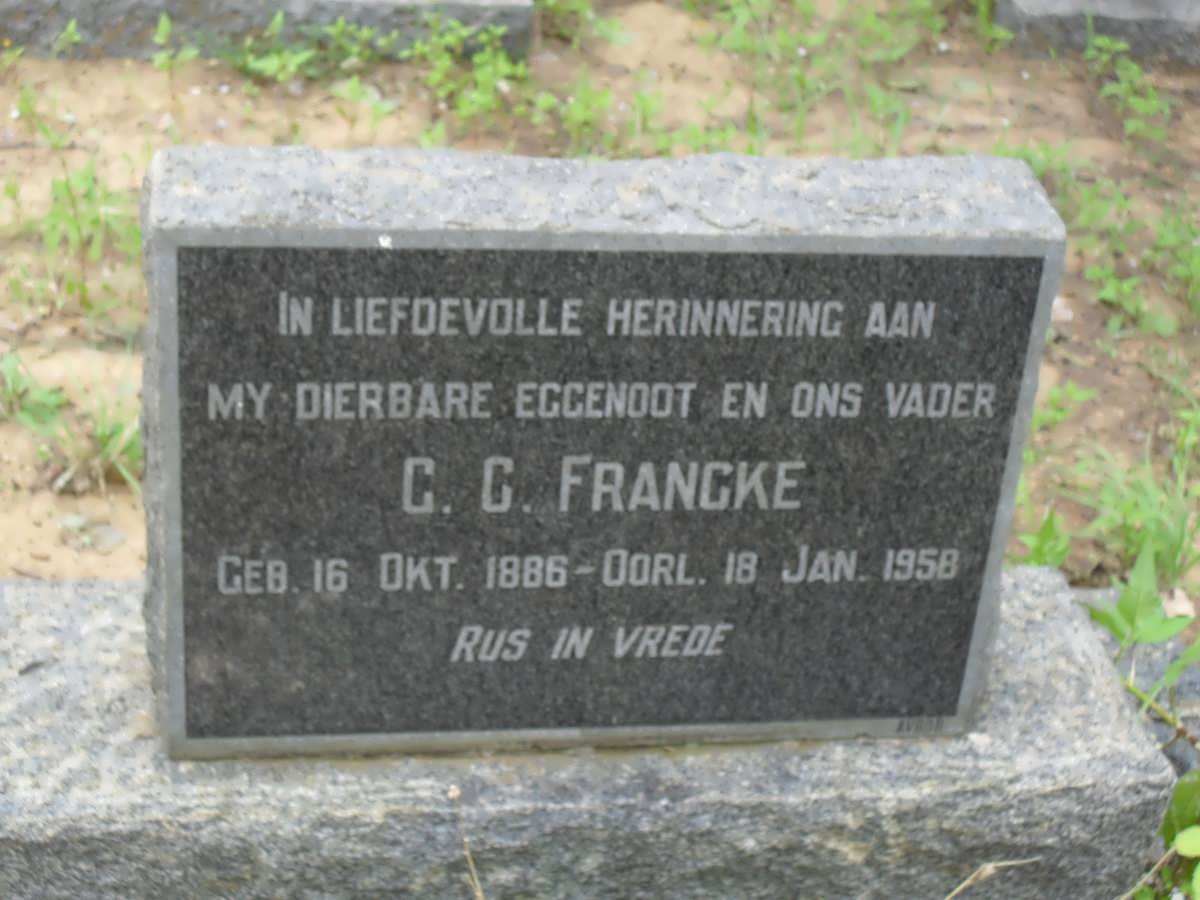 IN LIEFDEVOLLE HERINNERING AAN
MY DIERBARE EGGENOOT EN ONS VADER
G. G. FRANCKE
GEB. 16 OKT. 1886 - OORL. 18 JAN. 1958
RUS IN VREDE